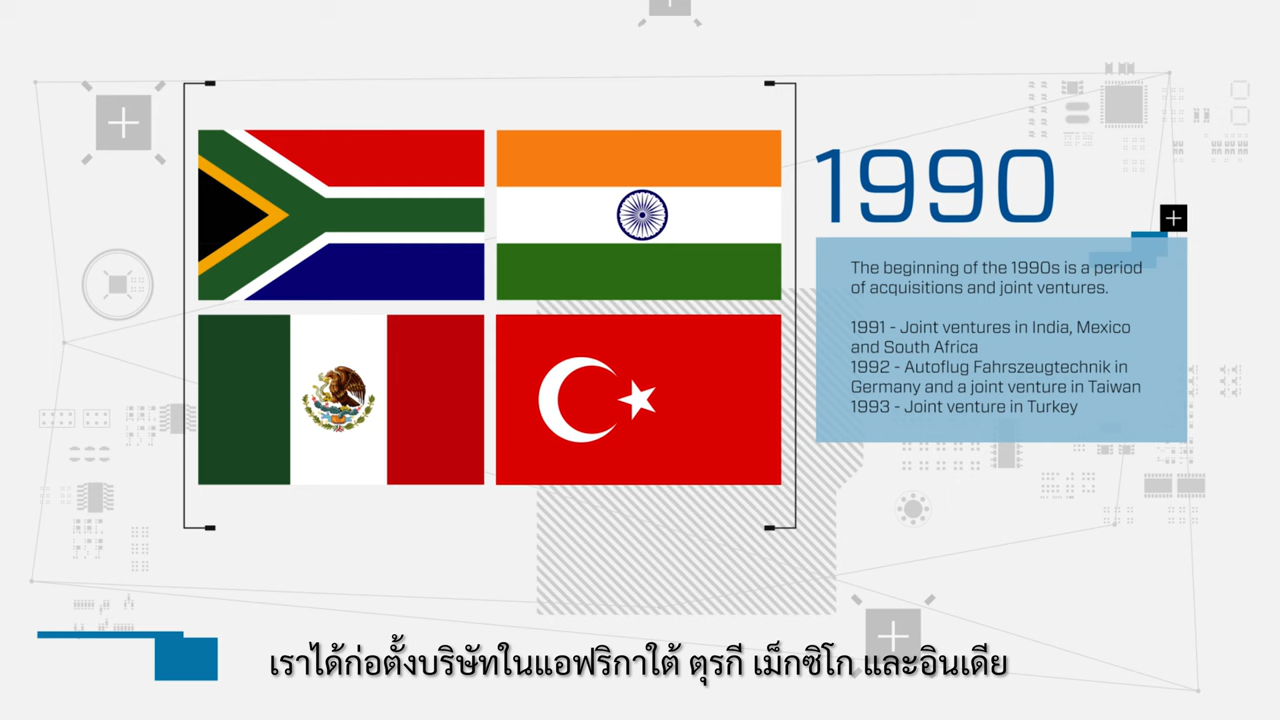 1990
The beginning of the 1990s is a period
of acquisitions and joint ventures.
1991 - Joint ventures in India, Mexico
and South Africa
1992 - Autoflug Fahrszeugtechnik in
Germany and a joint venture in Taiwan
1993 - Joint venture in Turkey
เราได้ก่อตั้งบริษัทในแอฟริกาใต้ ตุรกี เม็กซิโก และอินเดีย